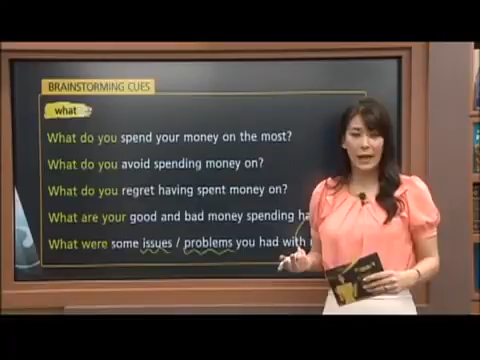 BRAINSTORMING CUES
what
What do you spend your money on the most?
What do you avoid spending money on?
What do you regret having spent money on?
What are your good and bad money spending ha
What were some issues / problems you had with